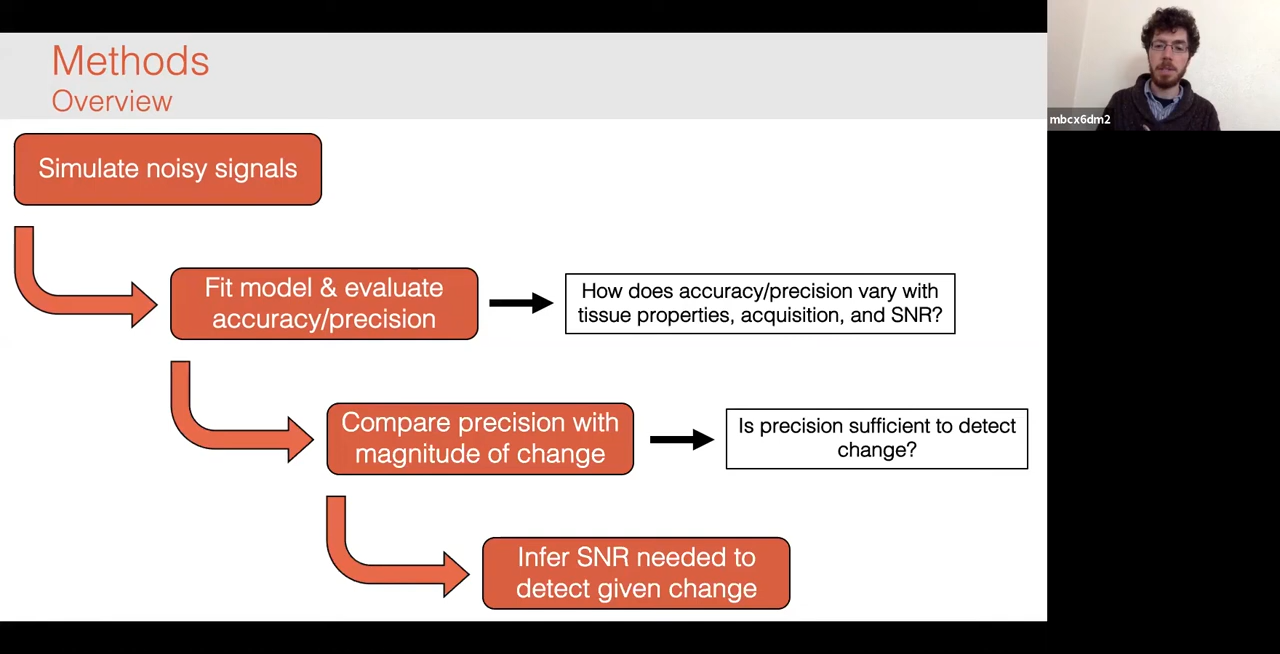 Methods
Overview
mbcx6dm2
Simulate noisy signals
Fit model & evaluate
accuracy/precision
How does accuracy/precision vary with
tissue properties, acquisition, and SNR?
Compare precision with
magnitude of change
Is precision sufficient to detect
change?
Infer SNR needed to
detect given change